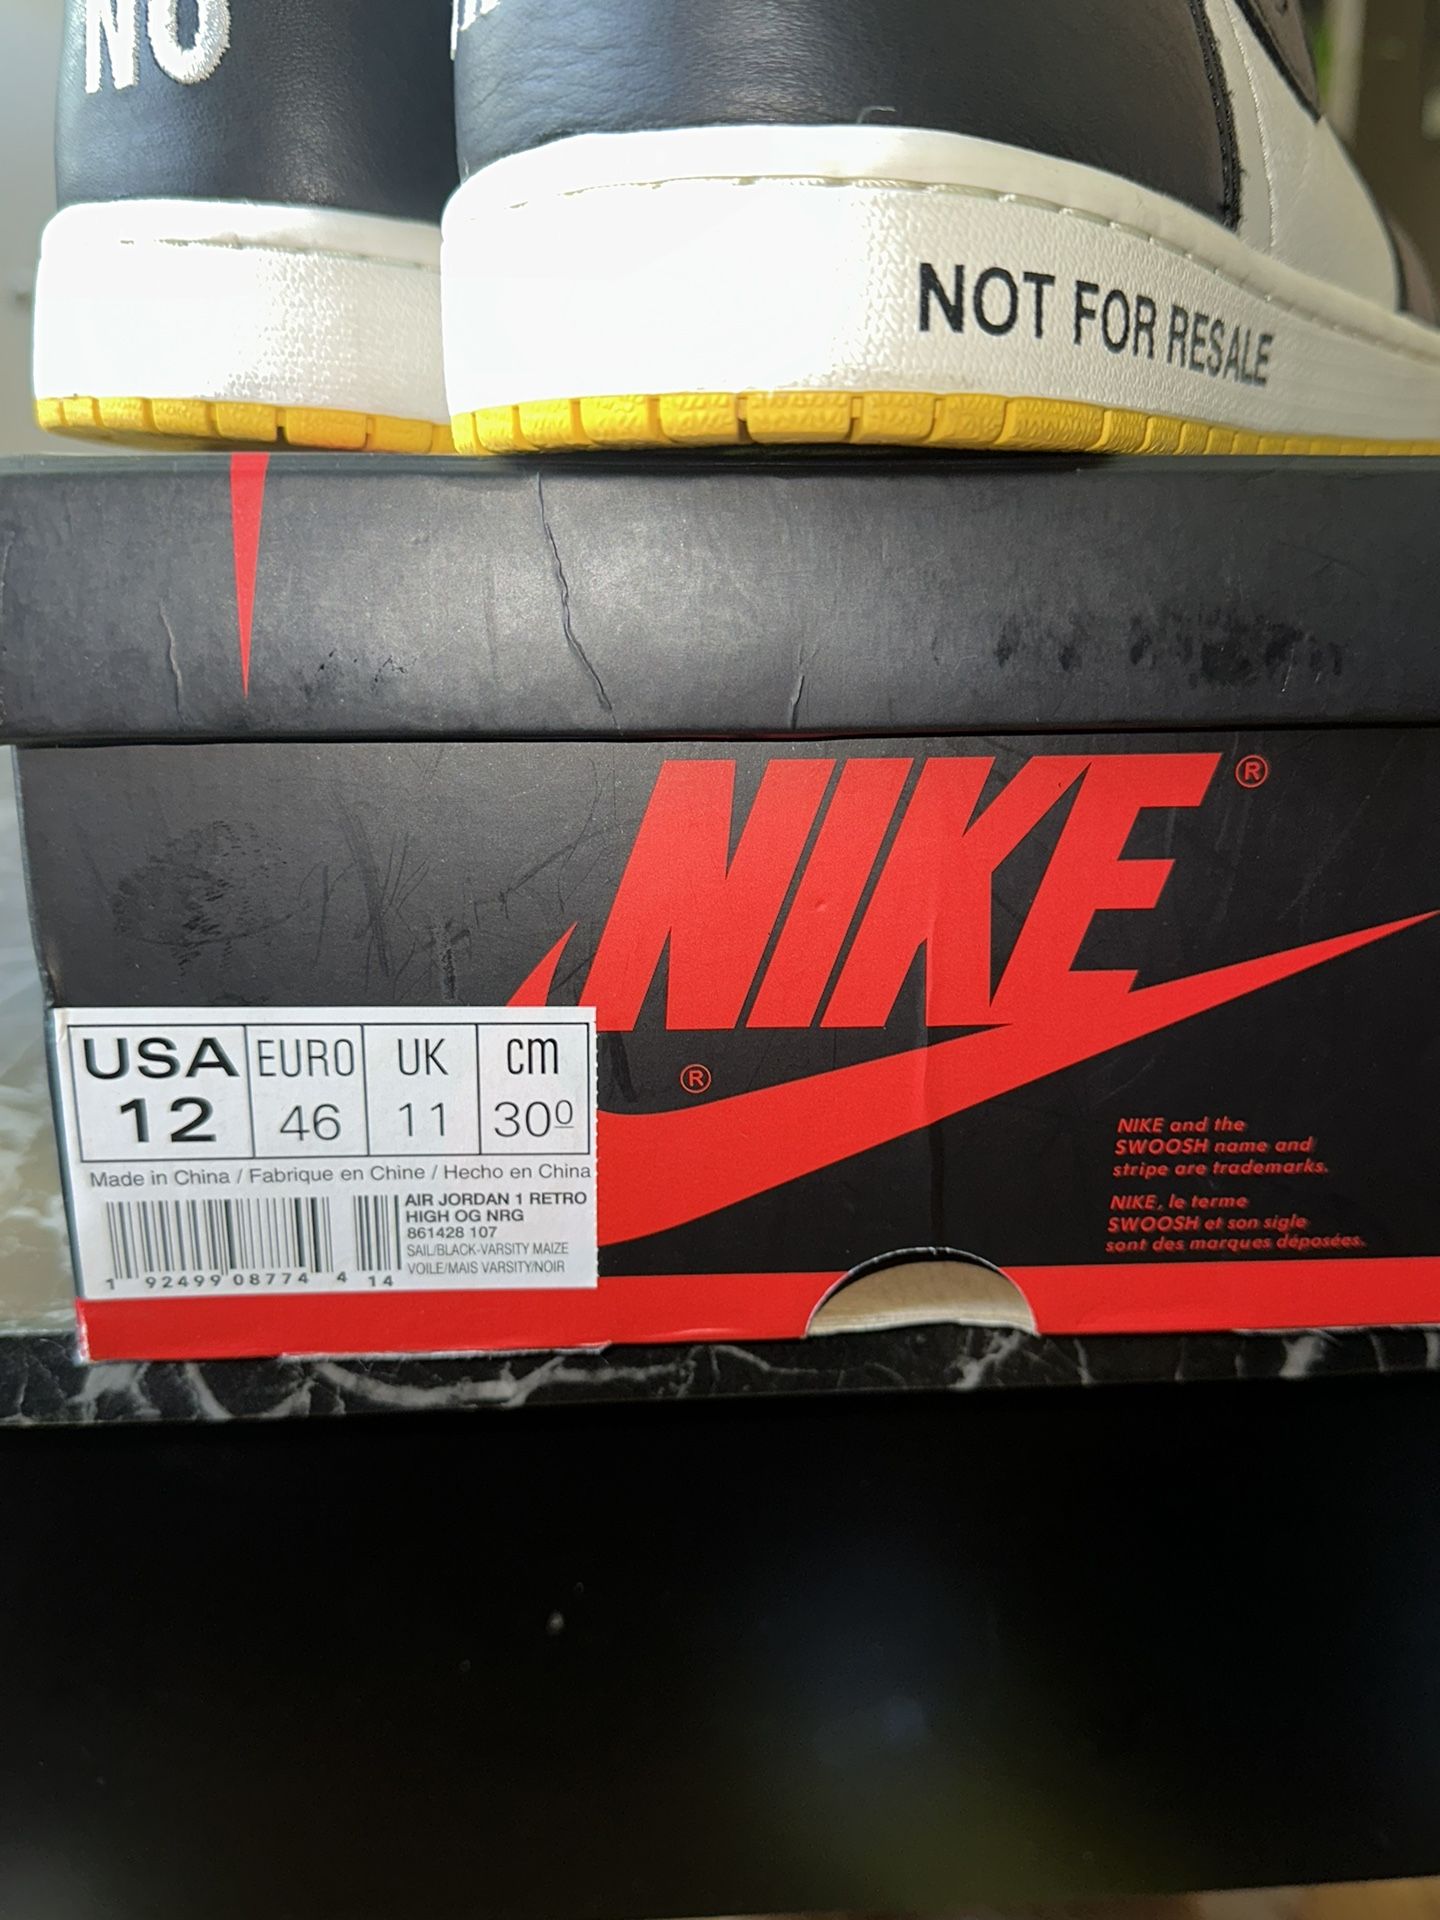 NO
NOT FOR RESALE
NIKE ®
®
USA EURO UK cm
12 46 11 300
Made in China / Fabrique en Chine / Hecho en China
AIR JORDAN 1 RETRO
HIGH OG NRG
861428 107
SAIL/BLACK-VARSITY MAIZE
VOILE/MAIS VARSITY/NOIR
1 92499 08774 4 14
NIKE and the
SWOOSH name and
stripe are trademarks.
NIKE, le terme
SWOOSH et son sigle
sont des marques déposées.